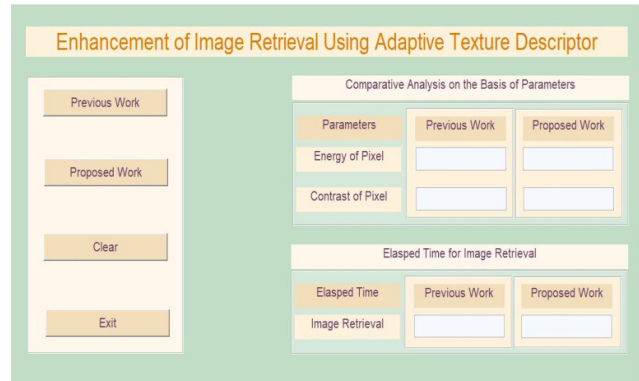 Enhancement of Image Retrieval Using Adaptive Texture Descriptor
Previous Work
Proposed Work
Clear
Exit
Comparative Analysis on the Basis of Parameters
Parameters Previous Work Proposed Work
Energy of Pixel
Contrast of Pixel
Elasped Time for Image Retrieval
Elasped Time Previous Work Proposed Work
Image Retrieval